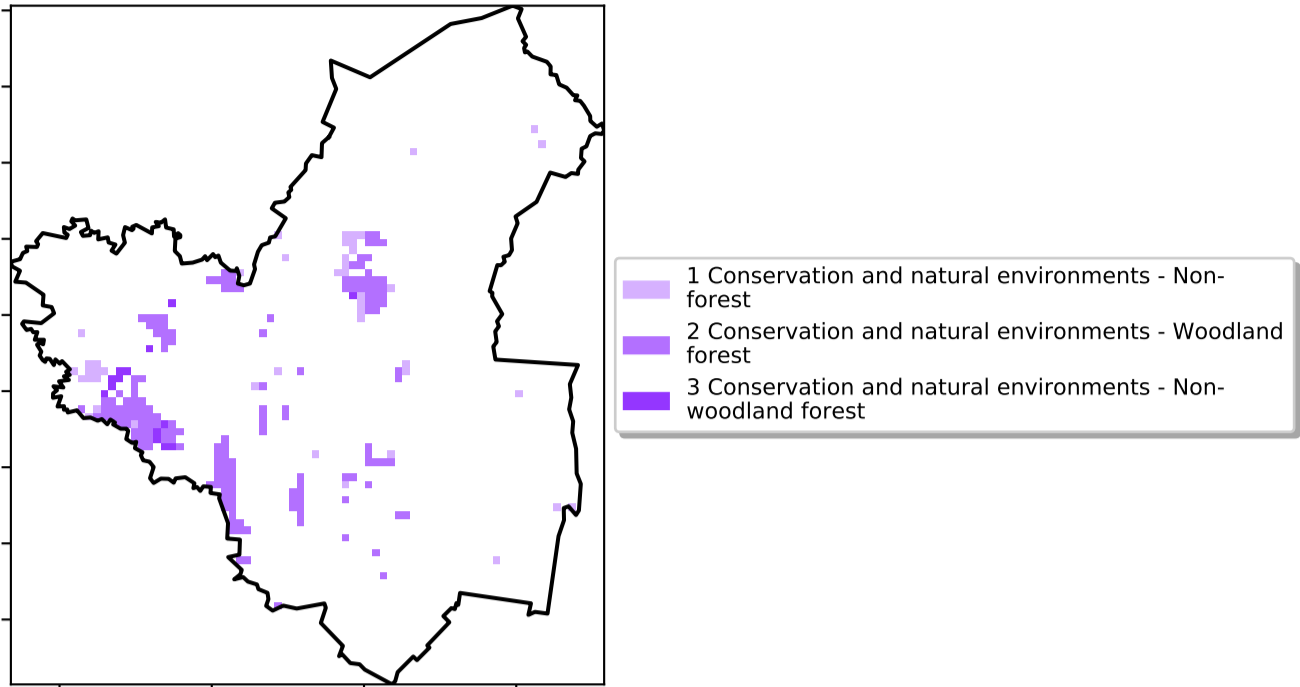 1 Conservation and natural environments - Non-
forest
2 Conservation and natural environments - Woodland
forest
3 Conservation and natural environments - Non-
woodland forest